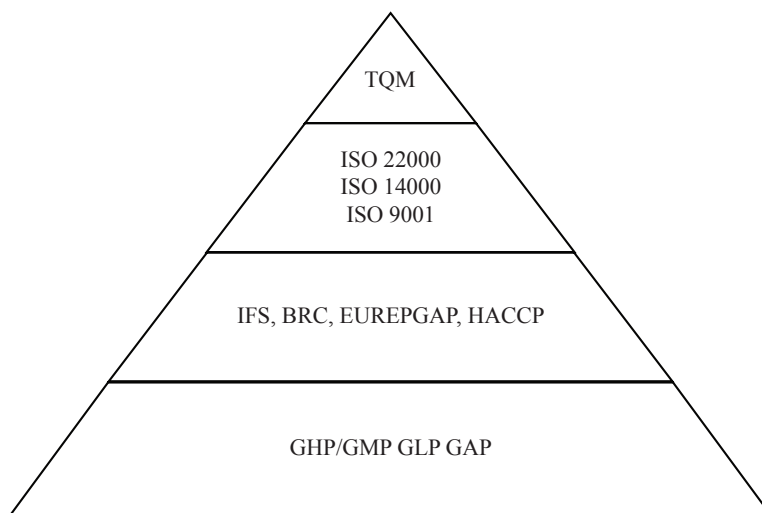 TQM
ISO 22000
ISO 14000
ISO 9001
IFS, BRC, EUREPGAP, HACCP
GHP/GMP GLP GAP